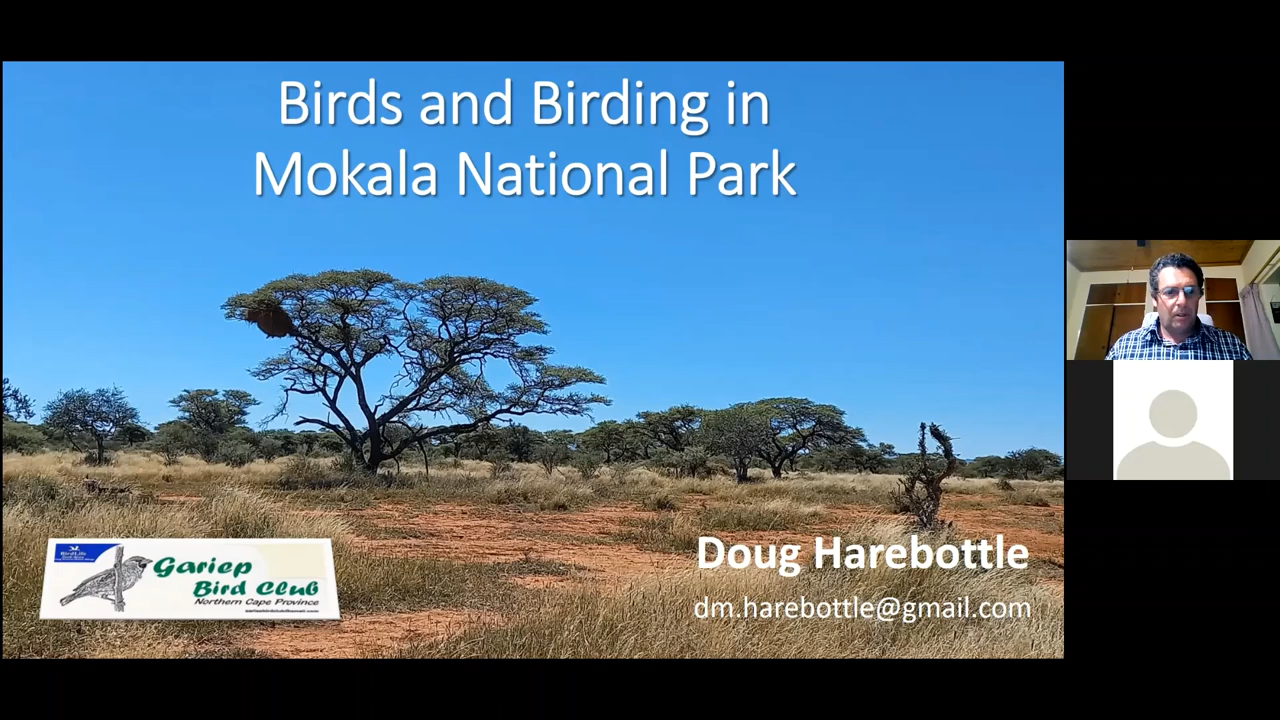 Birds and Birding in
Mokala National Park
Gariep
Bird Club
Northern Cape Province
Doug Harebottle
dm.harebottle@gmail.com